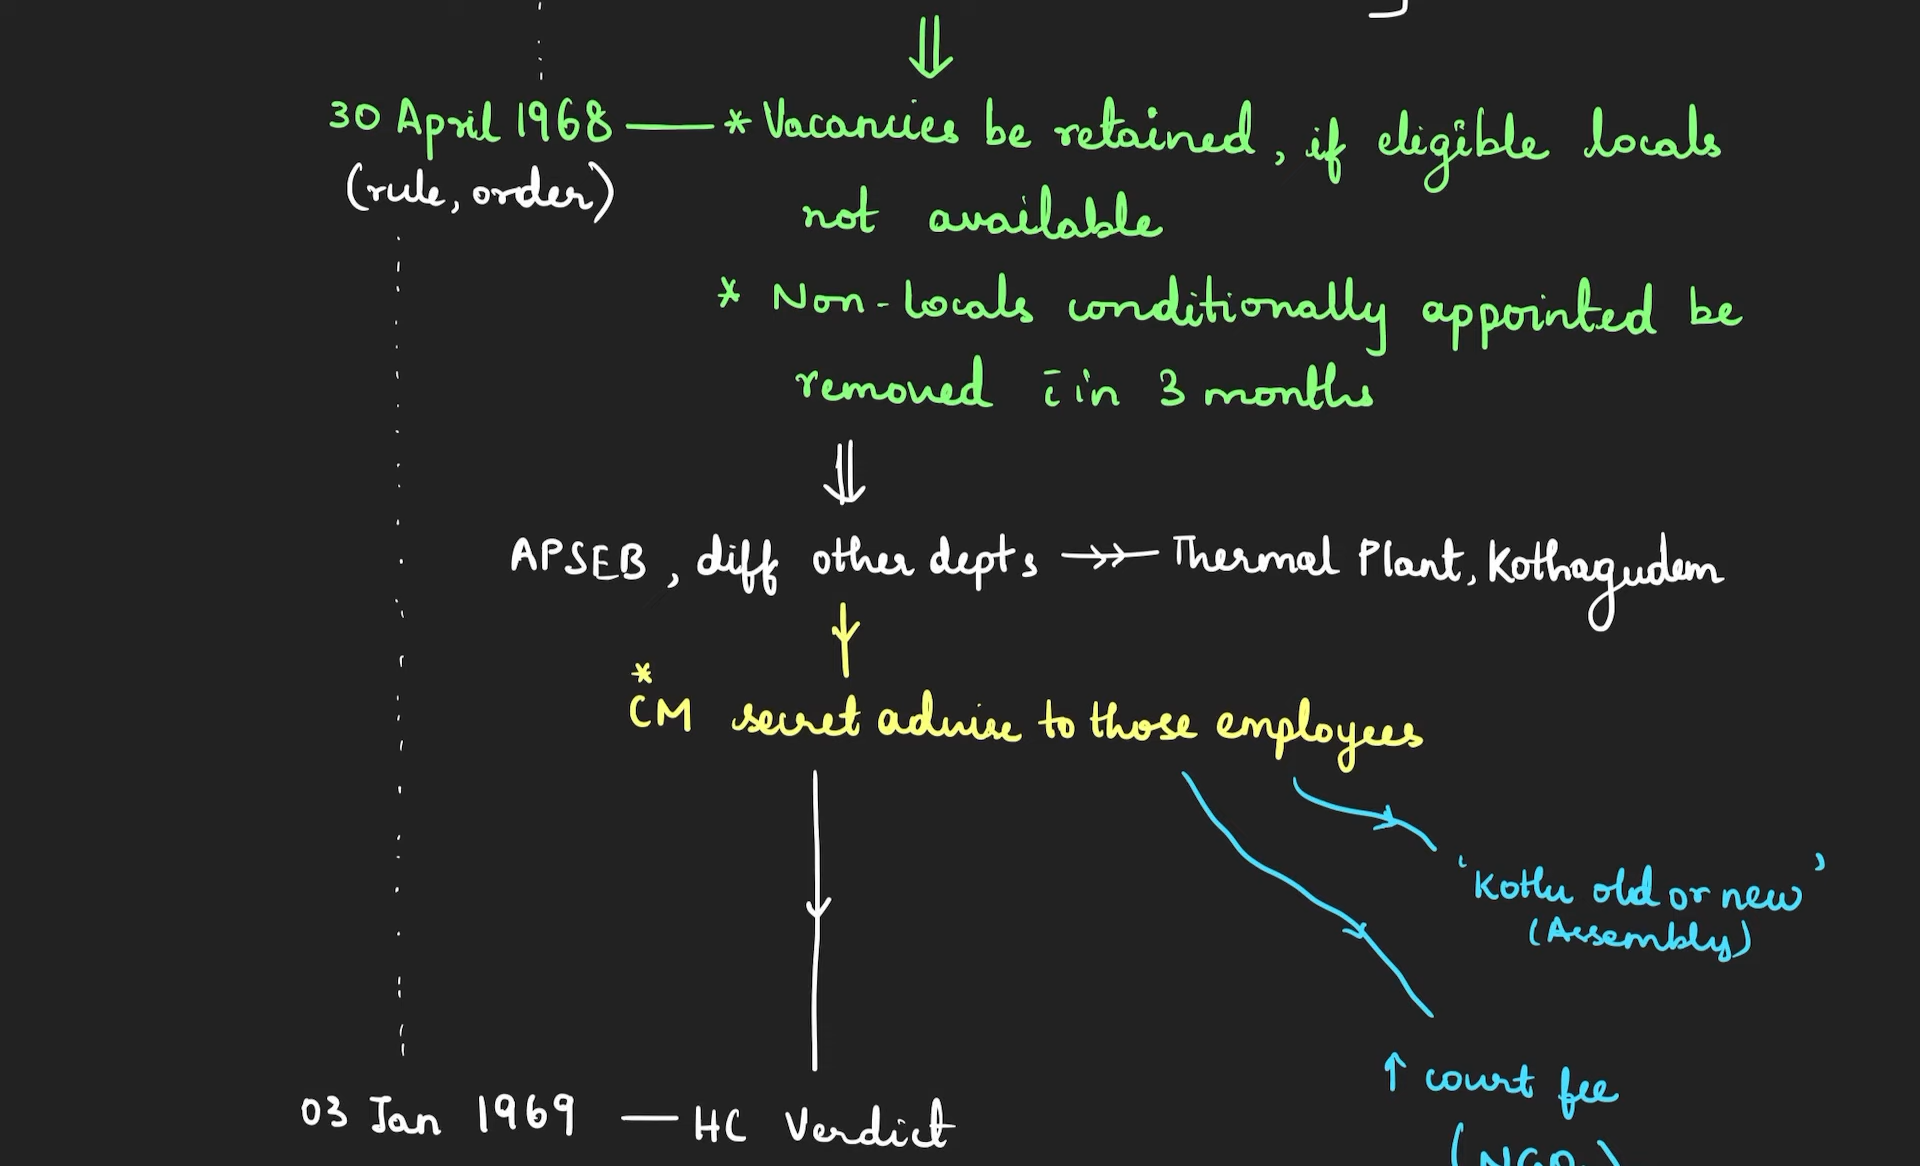 30 April 1968 — * Vacancies be retained, if eligible locals
(rule, order)
not available
* Non-locals conditionally appointed be
removed c̄ in 3 months
⇓
APSEB, diff other depts →→ Thermal Plant, Kothagudem
*
CM secret advise to those employees
'Kothu old or new'
(Assembly)
↑ court fee
03 Jan 1969 — HC Verdict